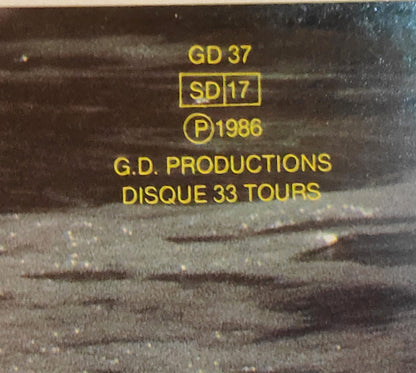 GD 37
SD 17
Ⓟ 1986
G.D. PRODUCTIONS
DISQUE 33 TOURS